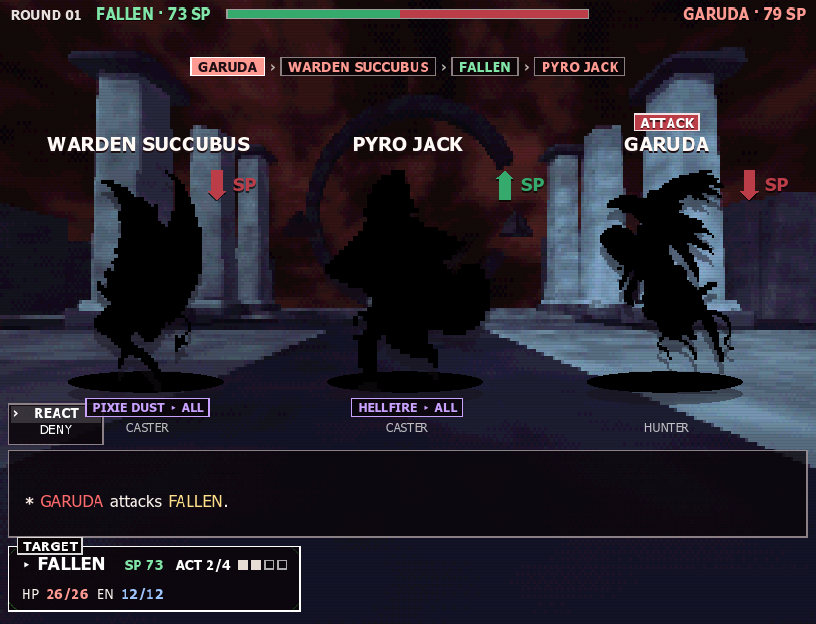 ROUND 01 FALLEN · 73 SP GARUDA · 79 SP
GARUDA › WARDEN SUCCUBUS › FALLEN › PYRO JACK
ATTACK
WARDEN SUCCUBUS PYRO JACK GARUDA
SP SP SP
› REACT
DENY
PIXIE DUST ▸ ALL HELLFIRE ▸ ALL
CASTER CASTER HUNTER
* GARUDA attacks FALLEN.
TARGET
▸ FALLEN SP 73 ACT 2/4
HP 26/26 EN 12/12